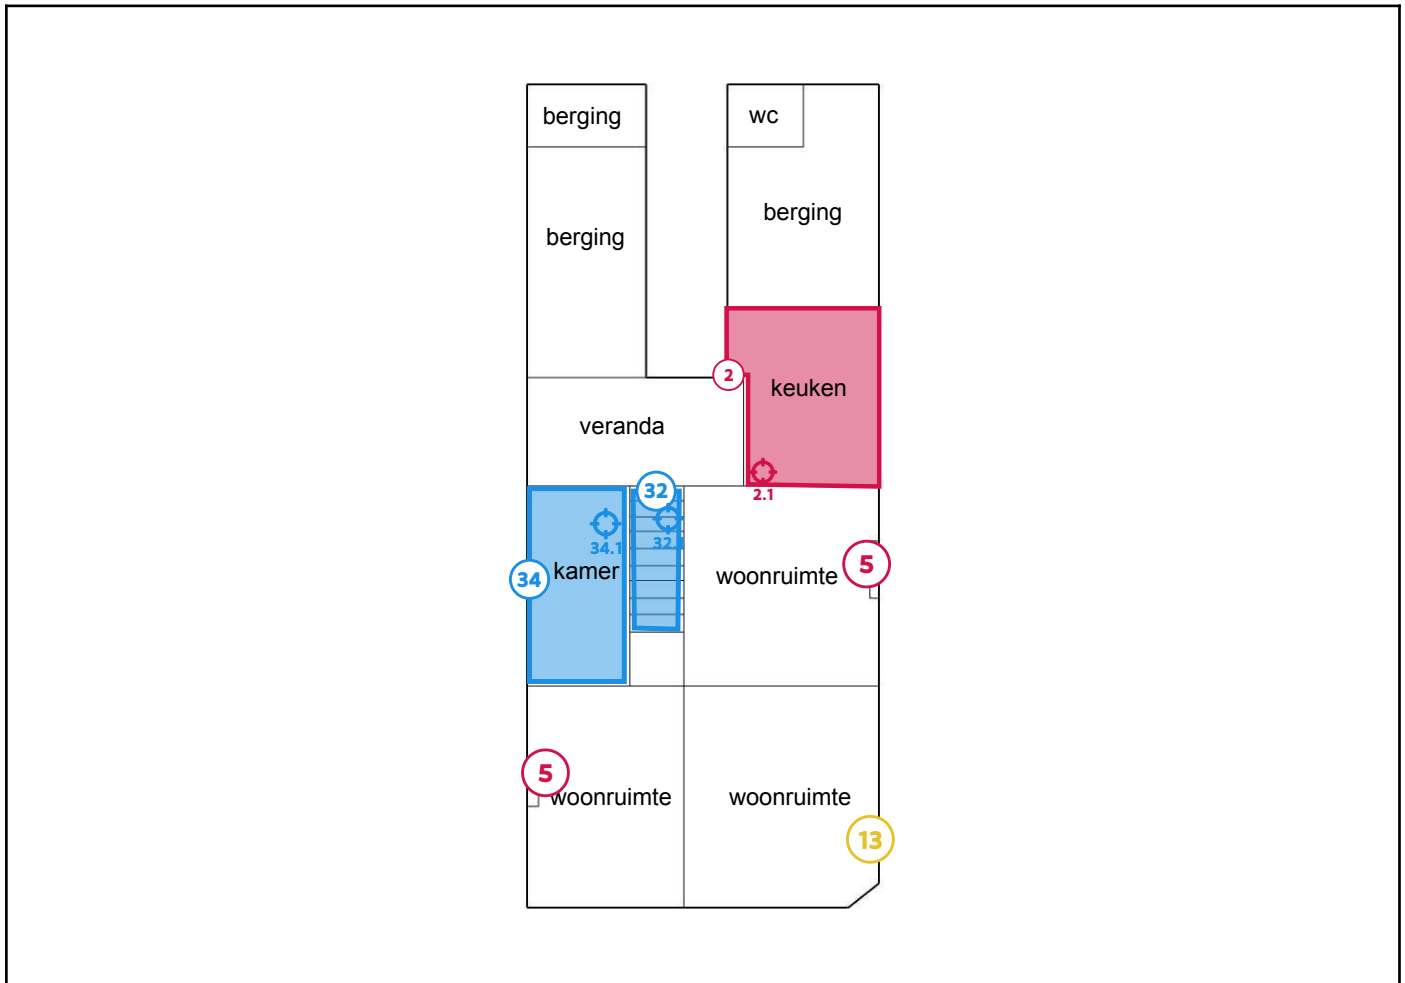 berging
wc
berging
berging
2
keuken
veranda
2.1
32
34.1
32.1
34
kamer
woonruimte
5
5
woonruimte
woonruimte
13